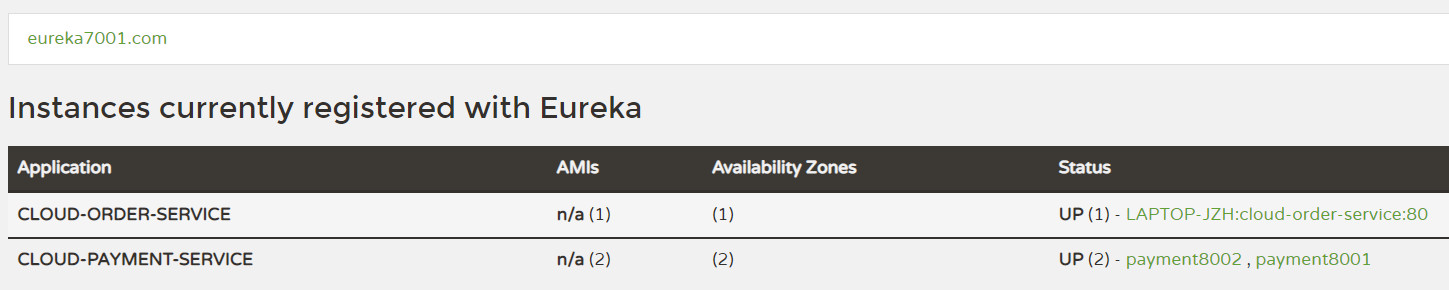 eureka7001.com
Instances currently registered with Eureka
Application AMIs Availability Zones Status
CLOUD-ORDER-SERVICE n/a (1) (1) UP (1) - LAPTOP-JZH:cloud-order-service:80
CLOUD-PAYMENT-SERVICE n/a (2) (2) UP (2) - payment8002 , payment8001